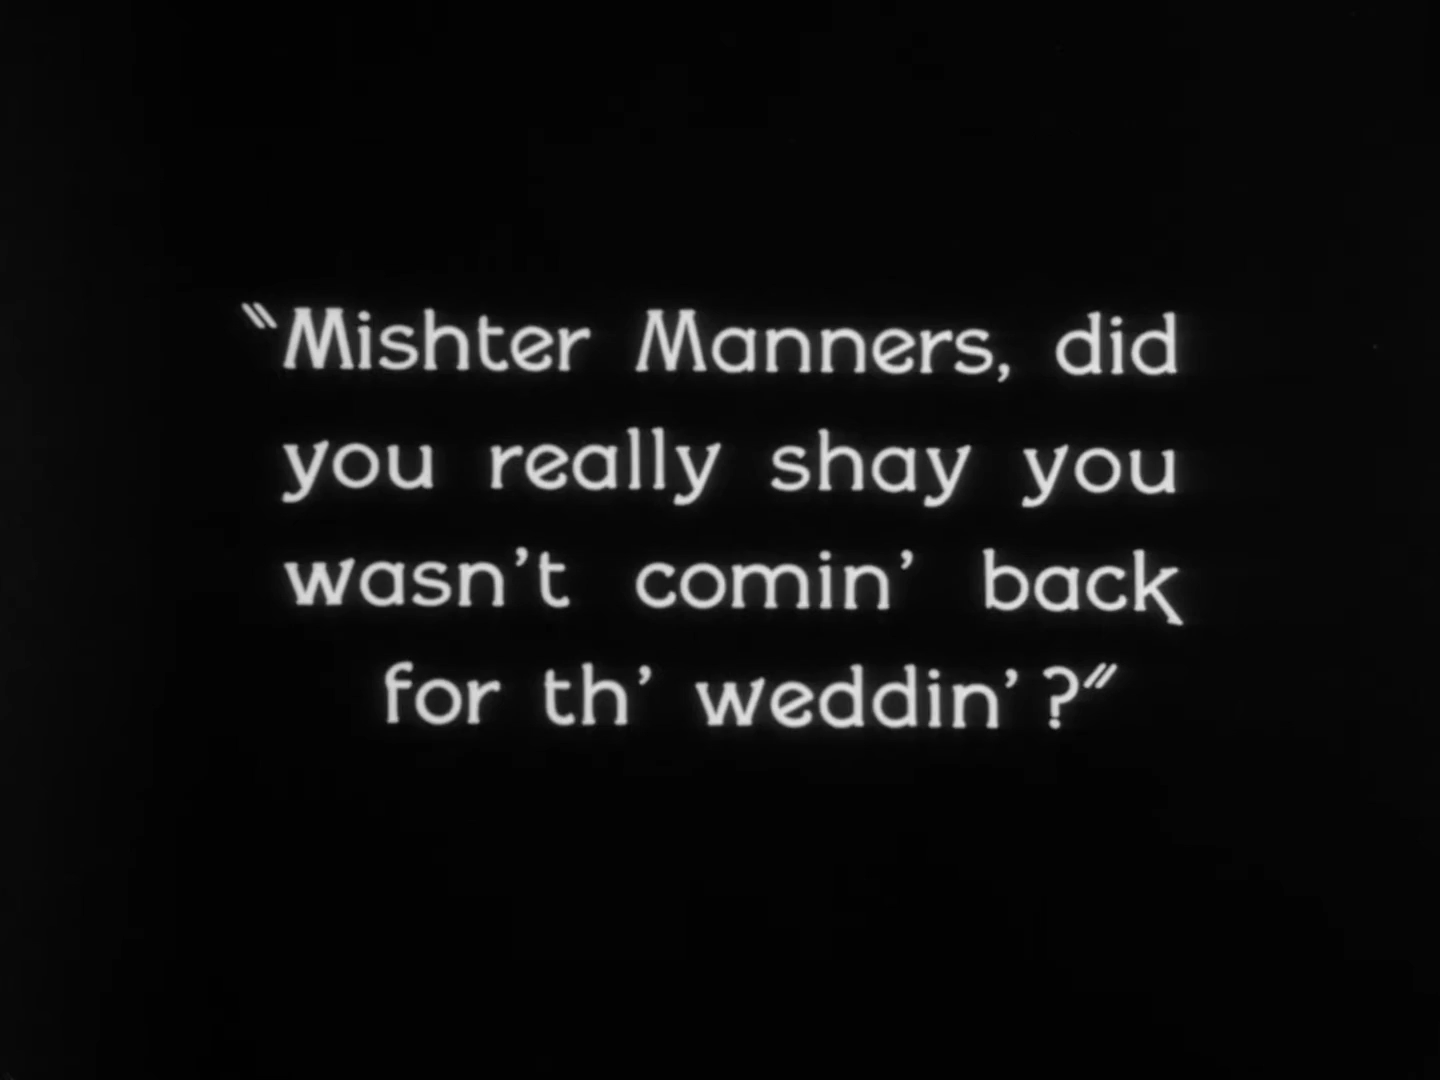 "Mishter Manners, did
you really shay you
wasn't comin' back
for th' weddin'?"